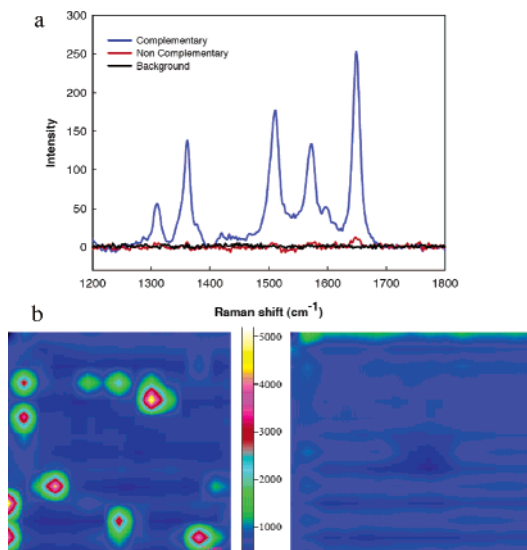 a
300
250
200
150
100
50
0
Intensity
Complementary
Non Complementary
Background
1200 1300 1400 1500 1600 1700 1800
Raman shift (cm⁻¹)
b
5000
4000
3000
2000
1000